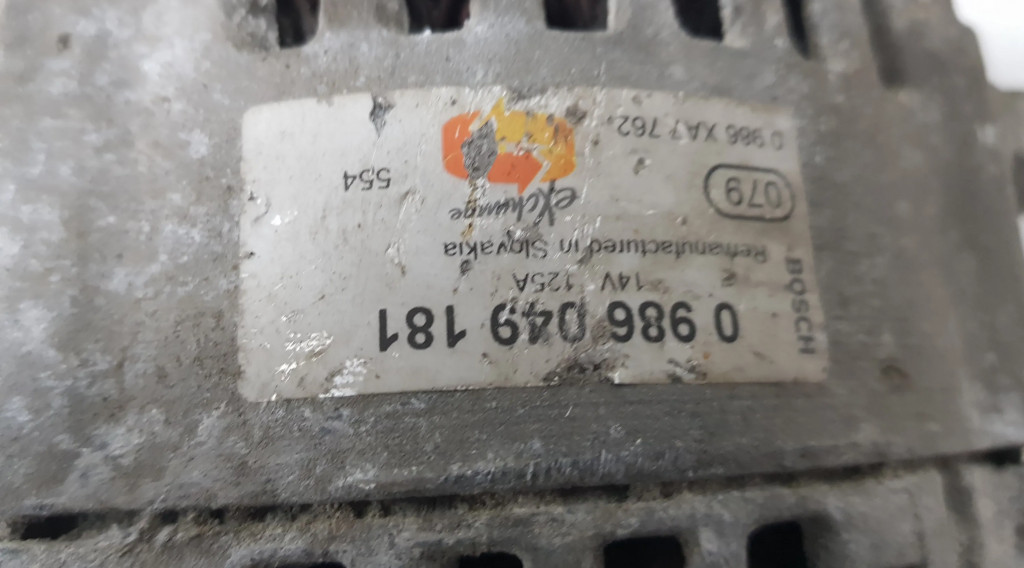 BOSCH
0 986 049 181
14V 125A
Remanufactured in Slovakia
eXchange
079
554
0 986 XA7 762